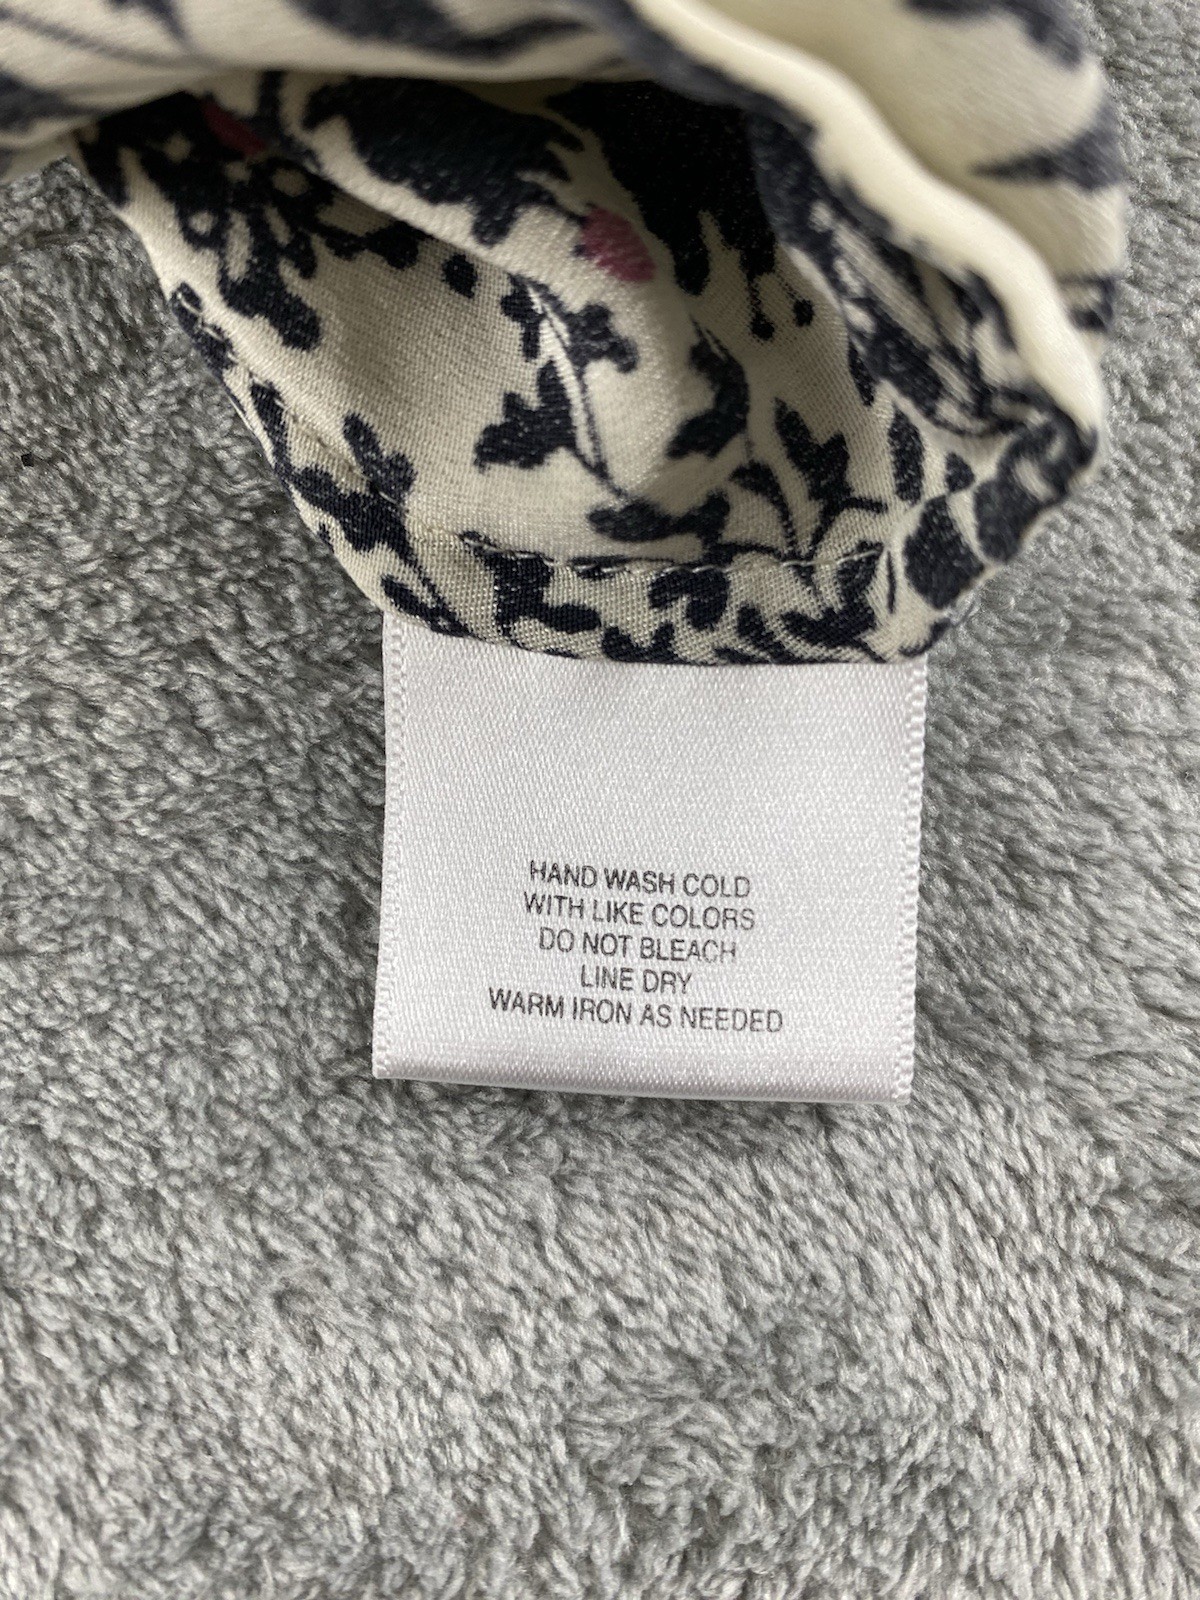 HAND WASH COLD
WITH LIKE COLORS
DO NOT BLEACH
LINE DRY
WARM IRON AS NEEDED